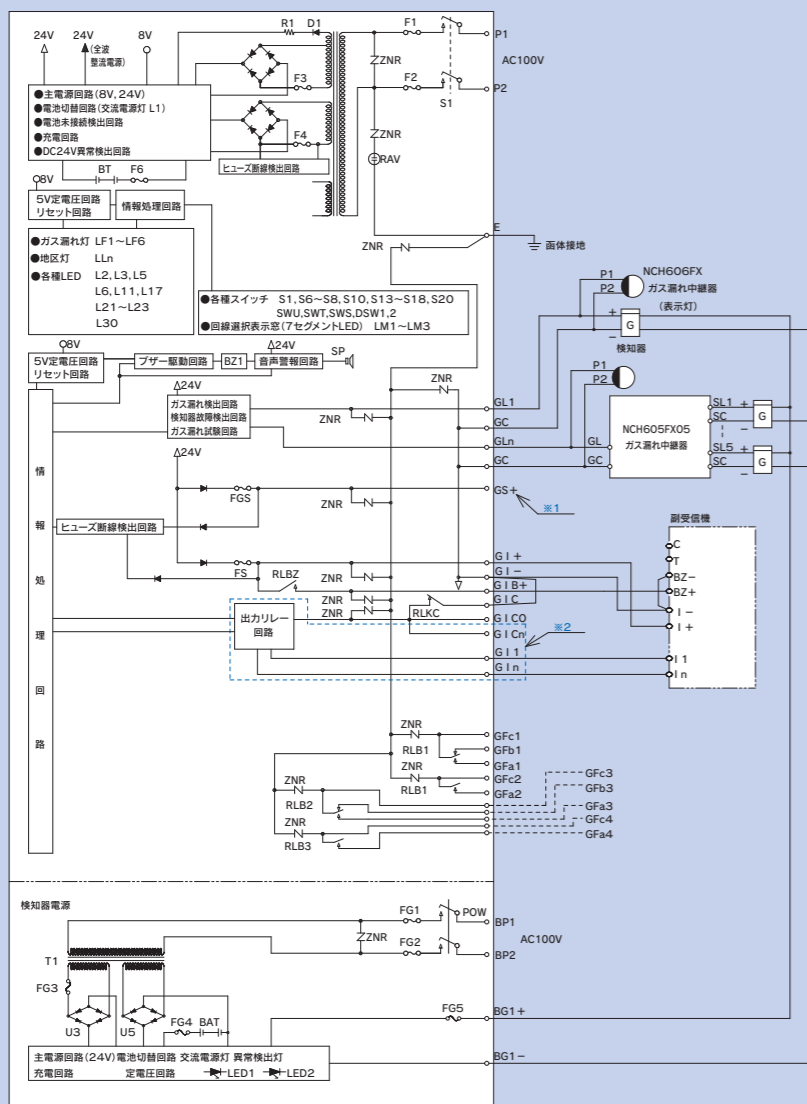 24V
24V
(全波
整流電源)
8V
R1
D1
F1
P1
F3
ZNR
AC100V
F2
P2
S1
●主電源回路(8V,24V)
●電池切替回路(交流電源灯 L1)
●電池未接続検出回路
●充電回路
●DC24V異常検出回路
F4
ZNR
ヒューズ断線検出回路
RAV
BT
F6
8V
5V定電圧回路
リセット回路
情報処理回路
E
ZNR
函体接地
●ガス漏れ灯 LF1〜LF6
●地区灯 LLn
●各種LED L2,L3,L5
L6,L11,L17
L21〜L23
L30
●各種スイッチ S1,S6〜S8,S10,S13〜S18,S20
SWU,SWT,SWS,DSW1,2
●回線選択表示窓(7セグメントLED) LM1〜LM3
P1
P2
NCH606FX
ガス漏れ中継器
(表示灯)
+
G
−
検知器
8V
5V定電圧回路
リセット回路
ブザー駆動回路
BZ1
24V
音声警報回路
SP
P1
P2
24V
ガス漏れ検出回路
検知器故障検出回路
ガス漏れ試験回路
ZNR
ZNR
GL1
GC
GLn
GC
GL
GC
NCH605FX05
ガス漏れ中継器
SL1
+
SC
−
G
SL5
+
SC
−
G
24V
FGS
ZNR
GS+
※1
ヒューズ断線検出回路
FS
RLBZ
ZNR
ZNR
ZNR
RLKC
GI+
GI−
GIB+
GIC
GICO
GICn
GI1
GIn
※2
出力リレー
回路
副受信機
C
T
BZ−
BZ+
I−
I+
I1
In
情報処理回路
ZNR
RLB1
GFc1
GFb1
GFa1
ZNR
RLB1
GFc2
GFa2
ZNR
RLB2
ZNR
RLB3
GFc3
GFb3
GFa3
GFc4
GFa4
検知器電源
FG1
POW
BP1
ZNR
AC100V
FG2
BP2
T1
FG3
U3
U5
FG4
BAT
FG5
BG1+
主電源回路(24V)電池切替回路 交流電源灯 異常検出灯
充電回路 定電圧回路 LED1 LED2
BG1−